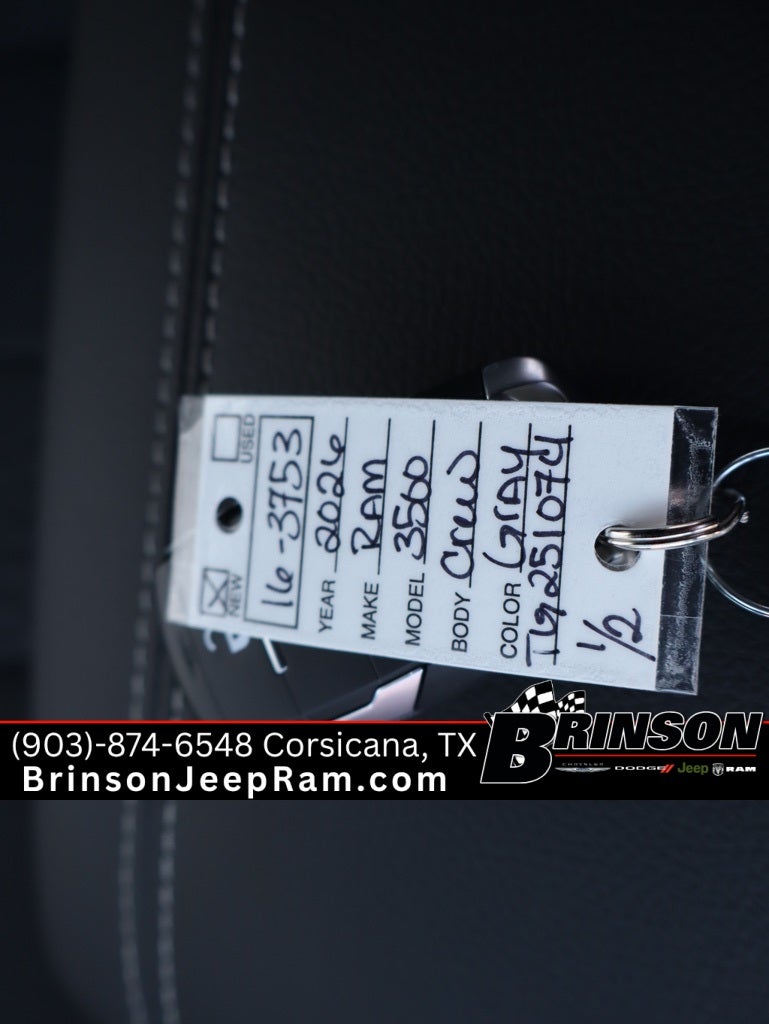 NEW USED
16-3753
YEAR 2026
MAKE RAM
MODEL 3500
BODY Crew
COLOR GRAY
1/2
(903)-874-6548 Corsicana, TX
BrinsonJeepRam.com
BRINSON
CHRYSLER DODGE Jeep RAM